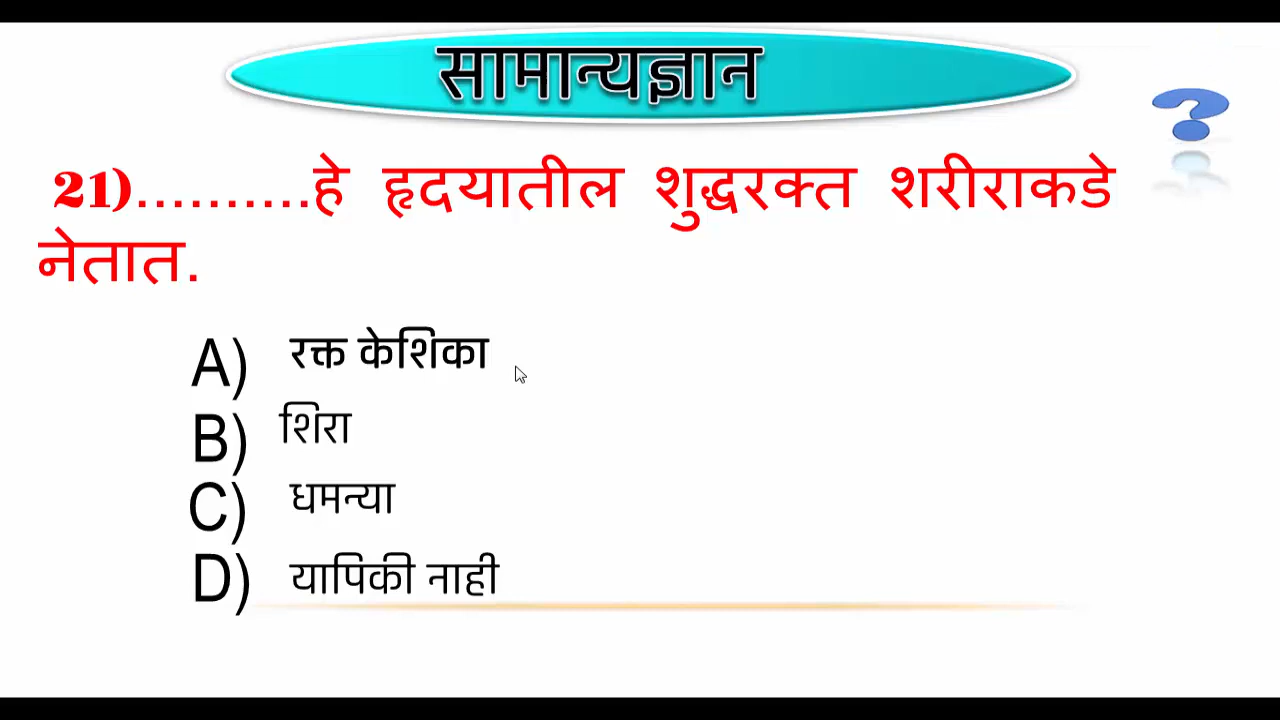 सामान्यज्ञान
21)..........हे हृदयातील शुद्धरक्त शरीराकडे
नेतात.
A) रक्त केशिका
B) शिरा
C) धमन्या
D) यापिकी नाही